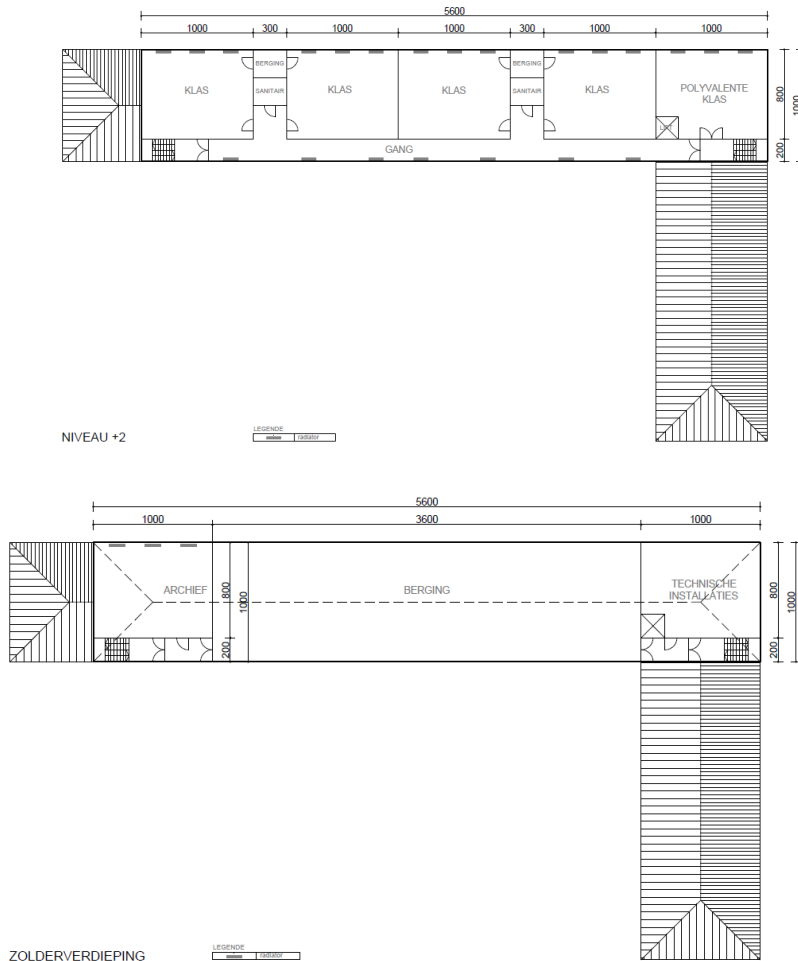 5600
1000 300 1000 1000 300 1000 1000
BERGING BERGING
KLAS SANITAIR KLAS KLAS SANITAIR KLAS POLYVALENTE
KLAS
800
1000
LIFT
GANG
200
NIVEAU +2
LEGENDE
radiator
5600
1000 3600 1000
ARCHIEF
800
1000
BERGING
TECHNISCHE
INSTALLATIES
800
1000
200
200
ZOLDERVERDIEPING
LEGENDE
radiator